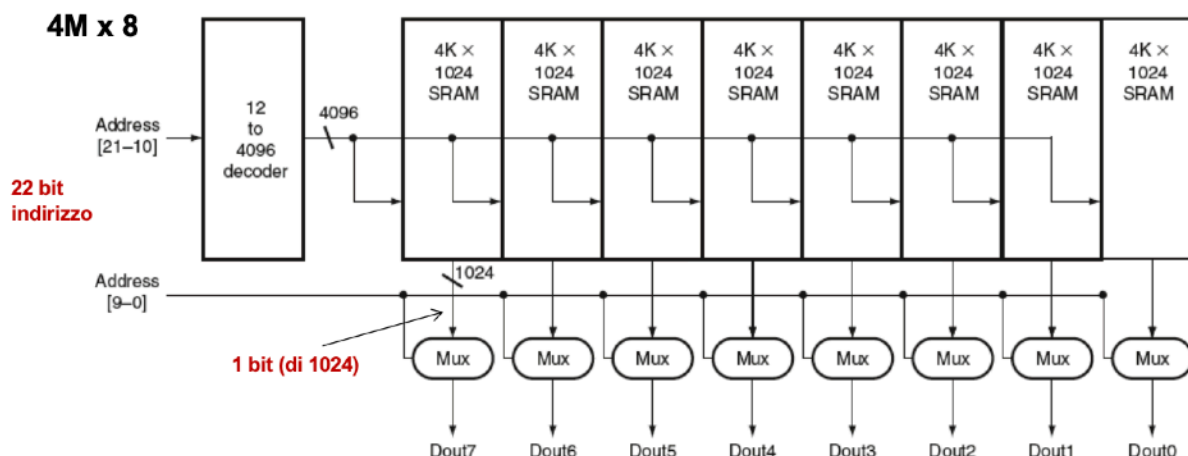 4M x 8
4K ×
1024
SRAM
4K ×
1024
SRAM
4K ×
1024
SRAM
4K ×
1024
SRAM
4K ×
1024
SRAM
4K ×
1024
SRAM
4K ×
1024
SRAM
4K ×
1024
SRAM
12
to
4096
decoder
4096
Address
[21–10]
22 bit
indirizzo
Address
[9–0]
1024
1 bit (di 1024)
Mux Mux Mux Mux Mux Mux Mux Mux
Dout7 Dout6 Dout5 Dout4 Dout3 Dout2 Dout1 Dout0